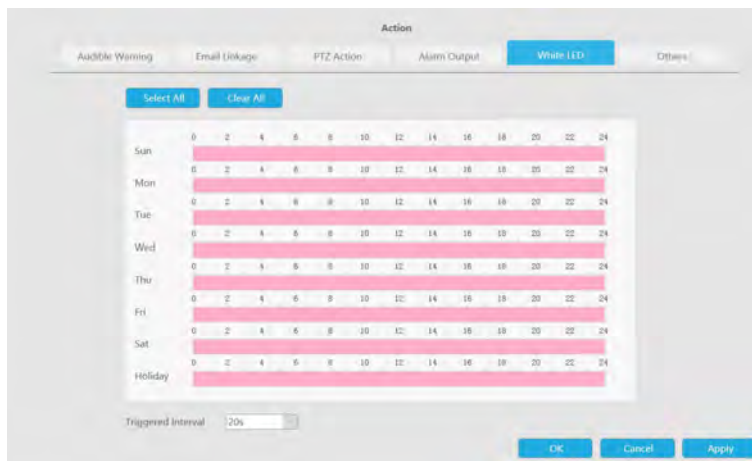 Action
Audible Warning Email Linkage PTZ Action Alarm Output White LED Others
Select All Clear All
0 2 4 6 8 10 12 14 16 18 20 22 24
Sun
0 2 4 6 8 10 12 14 16 18 20 22 24
Mon
0 2 4 6 8 10 12 14 16 18 20 22 24
Tue
0 2 4 6 8 10 12 14 16 18 20 22 24
Wed
0 2 4 6 8 10 12 14 16 18 20 22 24
Thu
0 2 4 6 8 10 12 14 16 18 20 22 24
Fri
0 2 4 6 8 10 12 14 16 18 20 22 24
Sat
0 2 4 6 8 10 12 14 16 18 20 22 24
Holiday
Triggered Interval 20s
OK Cancel Apply